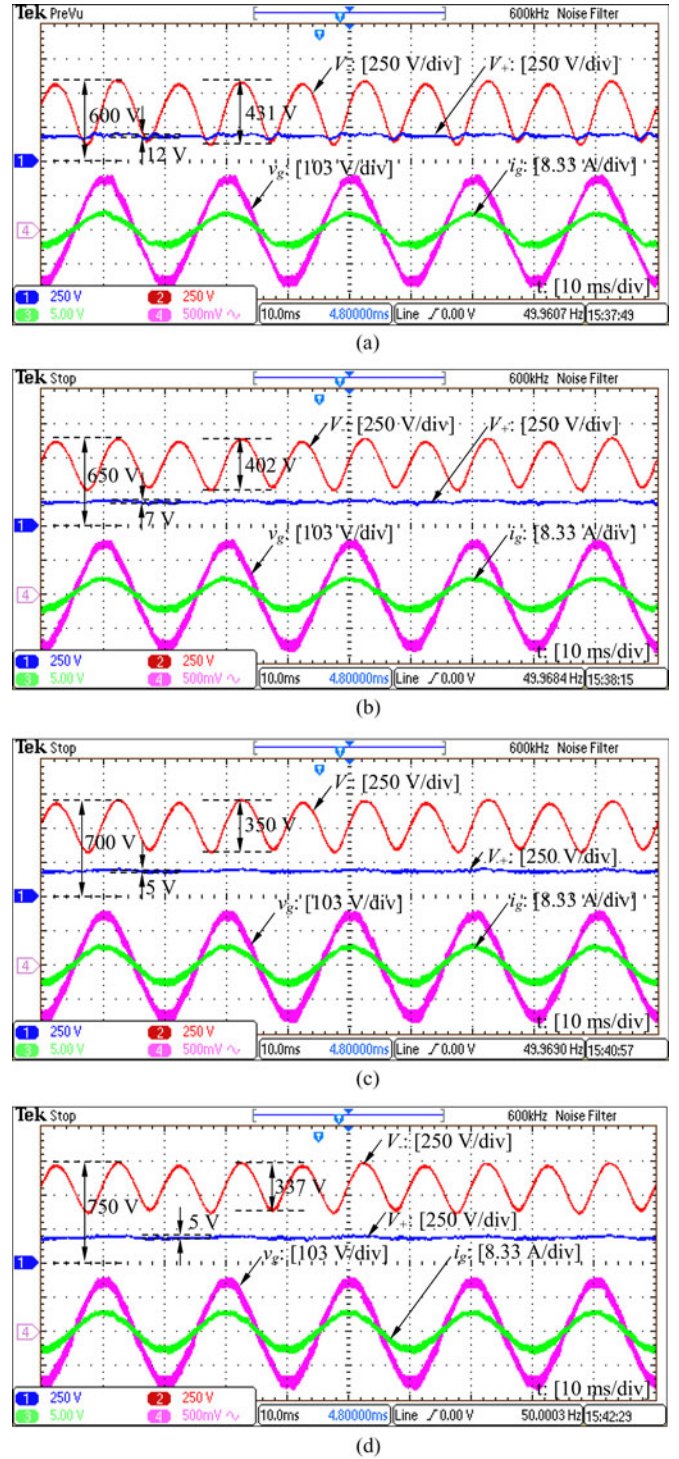 Tek PreVu 600kHz Noise Filter
V-: [250 V/div] V+: [250 V/div]
600 V 431 V
12 V
1
vg: [103 V/div] ig: [8.33 A/div]
4
t: [10 ms/div]
1 250 V 2 250 V
3 5.00 V 4 500mV 10.0ms 4.80000ms Line 0.00 V 49.9607 Hz 15:37:49
(a)
Tek Stop 600kHz Noise Filter
V-: [250 V/div] V+: [250 V/div]
650 V 402 V
7 V
1
vg: [103 V/div] ig: [8.33 A/div]
4
t: [10 ms/div]
1 250 V 2 250 V
3 5.00 V 4 500mV 10.0ms 4.80000ms Line 0.00 V 49.9684 Hz 15:38:15
(b)
Tek Stop 600kHz Noise Filter
V-: [250 V/div]
700 V 350 V
V+: [250 V/div]
5 V
1
vg: [103 V/div] ig: [8.33 A/div]
4
t: [10 ms/div]
1 250 V 2 250 V
3 5.00 V 4 500mV 10.0ms 4.80000ms Line 0.00 V 49.9690 Hz 15:40:57
(c)
Tek Stop 600kHz Noise Filter
V-: [250 V/div]
750 V 337 V
5 V V+: [250 V/div]
1
vg: [103 V/div] ig: [8.33 A/div]
4
t: [10 ms/div]
1 250 V 2 250 V
3 5.00 V 4 500mV 10.0ms 4.80000ms Line 0.00 V 50.0003 Hz 15:42:29
(d)